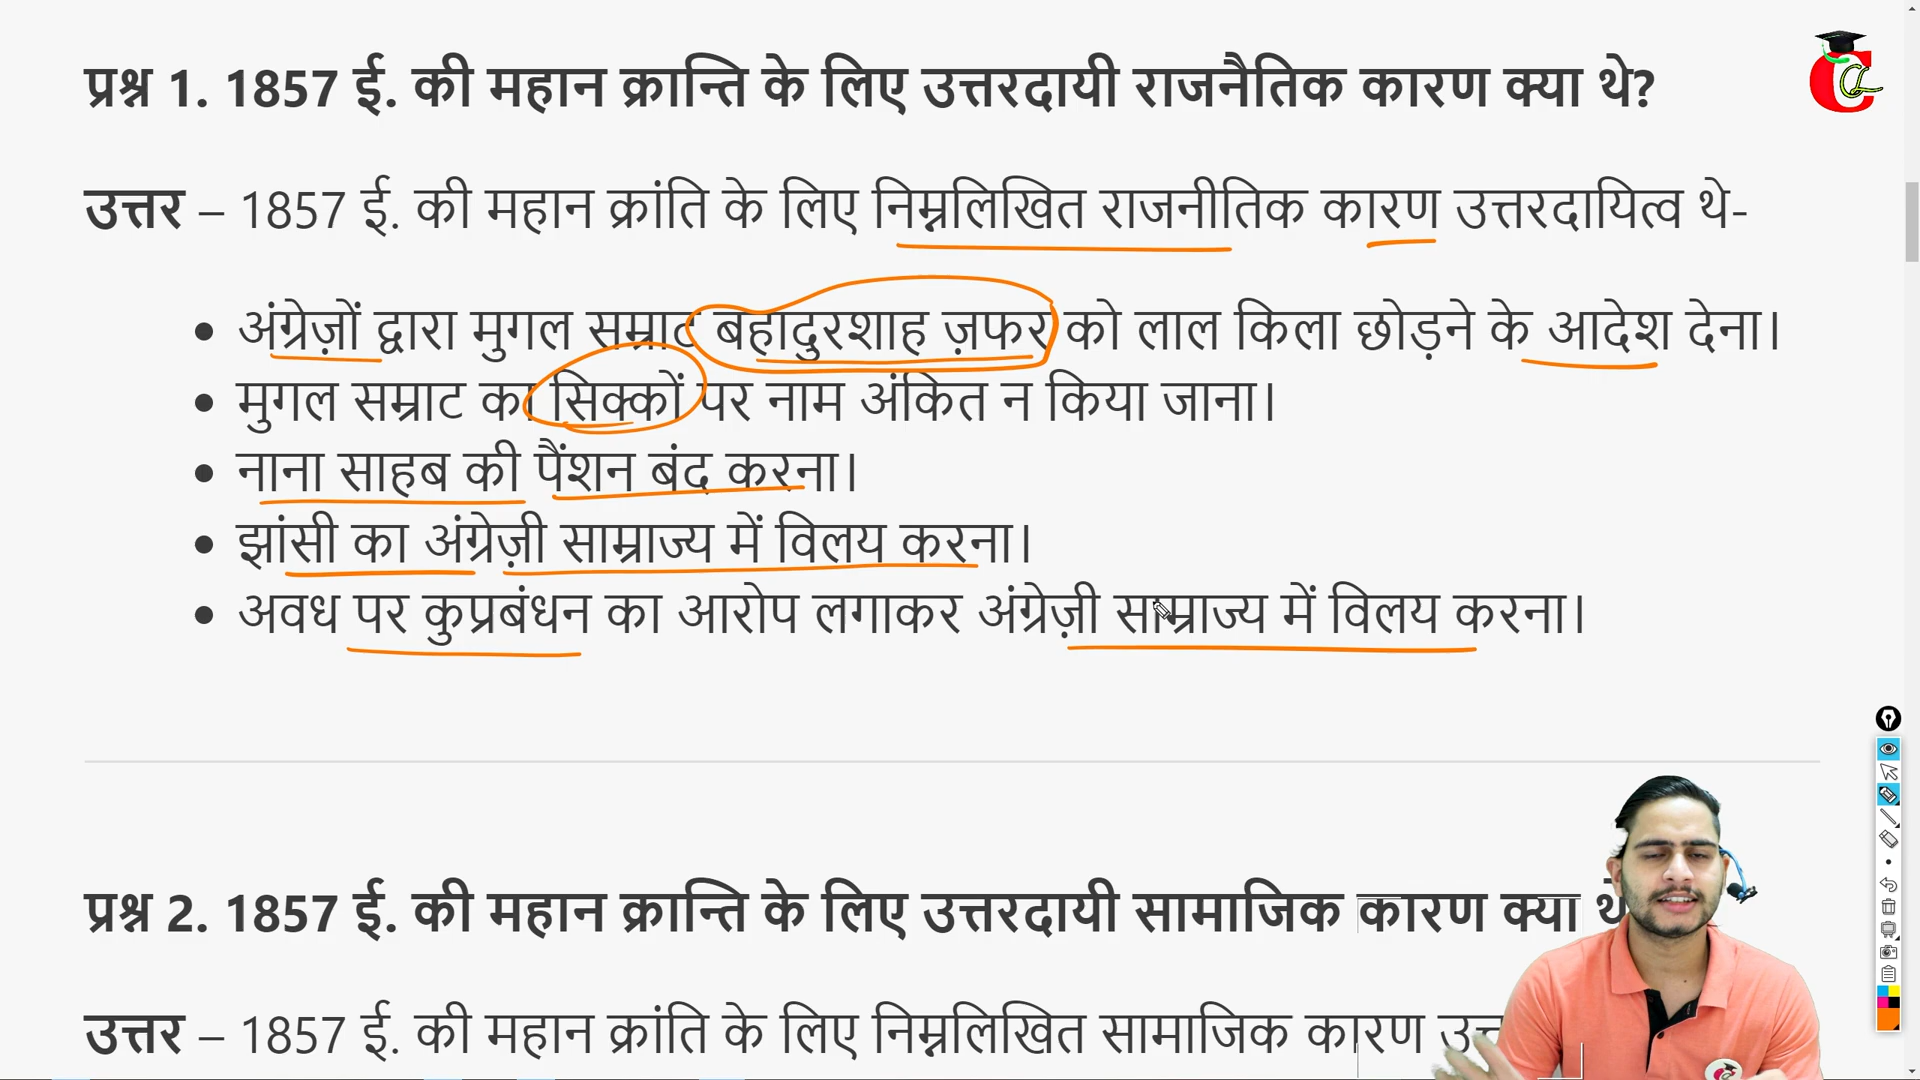 प्रश्न 1. 1857 ई. की महान क्रान्ति के लिए उत्तरदायी राजनैतिक कारण क्या थे?
उत्तर – 1857 ई. की महान क्रांति के लिए निम्नलिखित राजनीतिक कारण उत्तरदायित्व थे-
• अंग्रेज़ों द्वारा मुगल सम्राट बहादुरशाह ज़फर को लाल किला छोड़ने के आदेश देना।
• मुगल सम्राट का सिक्कों पर नाम अंकित न किया जाना।
• नाना साहब की पैंशन बंद करना।
• झांसी का अंग्रेज़ी साम्राज्य में विलय करना।
• अवध पर कुप्रबंधन का आरोप लगाकर अंग्रेज़ी साम्राज्य में विलय करना।
प्रश्न 2. 1857 ई. की महान क्रान्ति के लिए उत्तरदायी सामाजिक कारण क्या थे
उत्तर – 1857 ई. की महान क्रांति के लिए निम्नलिखित सामाजिक कारण